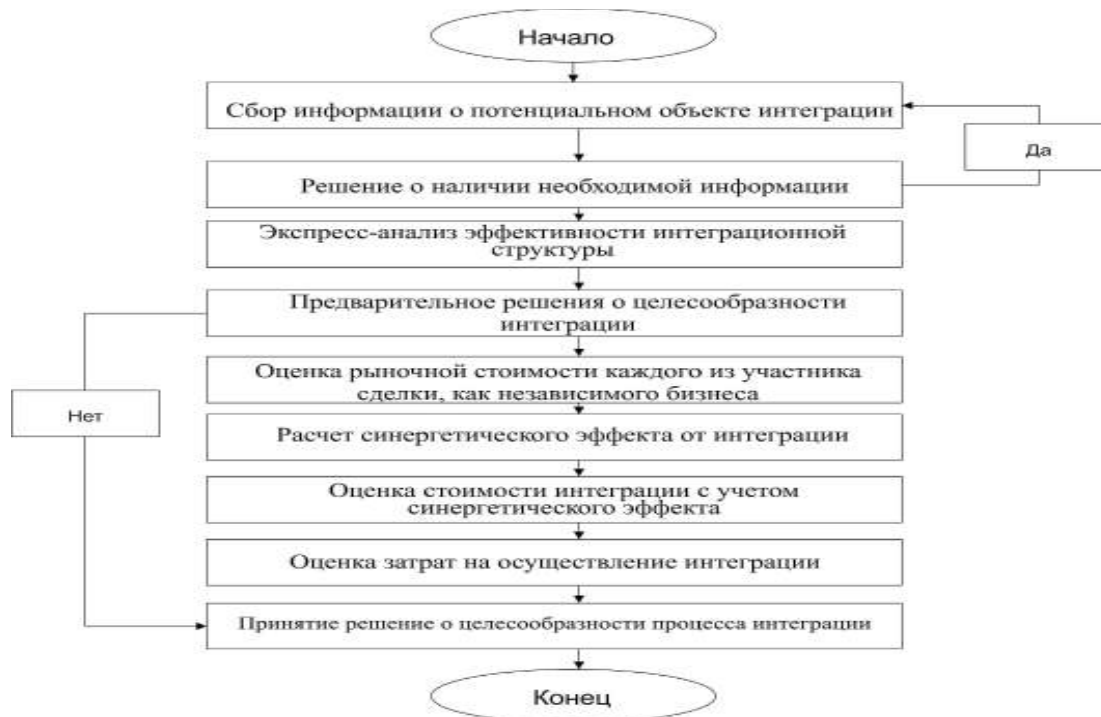 Начало
Сбор информации о потенциальном объекте интеграции
Да
Решение о наличии необходимой информации
Экспресс-анализ эффективности интеграционной
структуры
Предварительное решения о целесообразности
интеграции
Оценка рыночной стоимости каждого из участника
сделки, как независимого бизнеса
Нет
Расчет синергетического эффекта от интеграции
Оценка стоимости интеграции с учетом
синергетического эффекта
Оценка затрат на осуществление интеграции
Принятие решение о целесообразности процесса интеграции
Конец